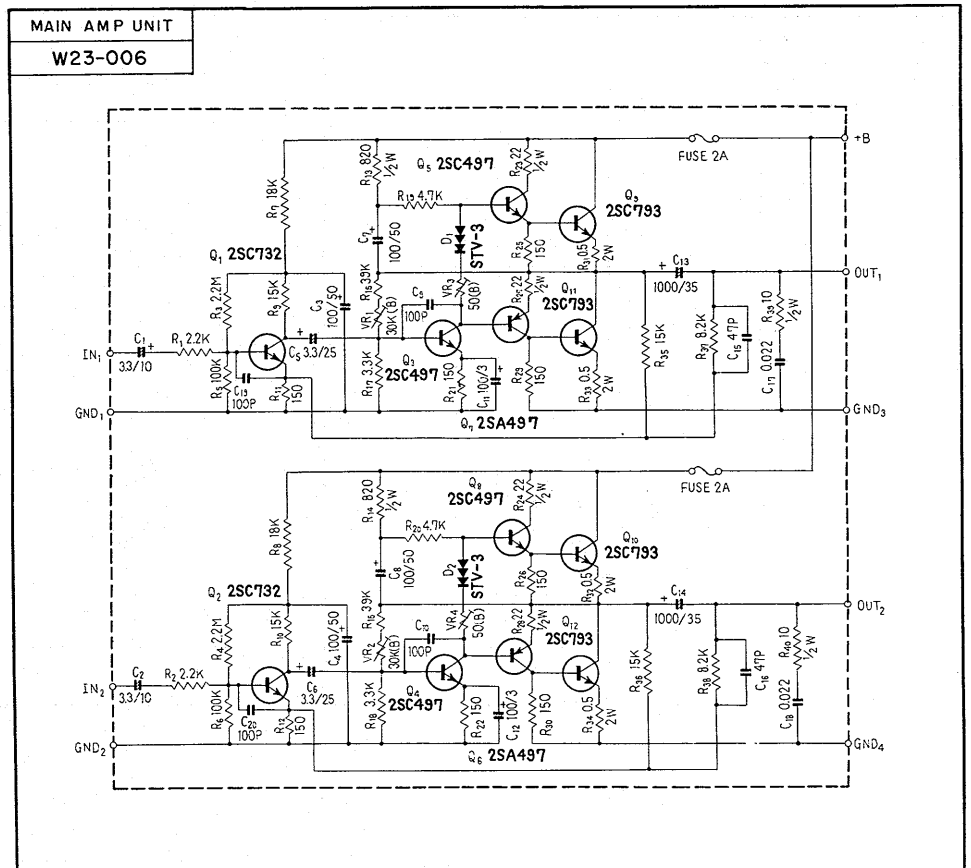 MAIN AMP UNIT
W23-006
+B
FUSE 2A
R13 820
½W
Q5 2SC497
R23 22
½W
R7 18K
R19 4.7K
Q9
2SC793
D1
STV-3
C7
100/50
R25
150
R31 0.5
2W
Q1 2SC732
C13
1000/35
OUT1
R3 2.2M
R9 15K
C3
100/50
R15 39K
VR1
30K(B)
C9
100P
VR3
50(B)
22
½W
Q11
2SC793
R39 10
½W
C1
3.3/10
R1 2.2K
IN1
C5 3.3/25
R35 15K
R37 8.2K
C15 47P
R5 100K
C19
100P
R11
150
R17 3.3K
Q3
2SC497
R21 150
C11 100/3
R29
150
R33 0.5
2W
C17 0.022
GND1
GND3
Q7 2SA497
FUSE 2A
R14 820
½W
Q8
2SC497
R24 22
½W
R8 18K
R20 4.7K
Q10
2SC793
D2
STV-3
C8
100/50
R26
150
R32 0.5
2W
Q2 2SC732
C14
1000/35
OUT2
R4 2.2M
R10 15K
C4 100/50
39K
VR2
30K(B)
C10
100P
VR4
50(B)
R28 22
½W
Q12
2SC793
R40 10
½W
C2
3.3/10
R2 2.2K
IN2
C6
3.3/25
R36 15K
R38 8.2K
C16 47P
R6 100K
C20
100P
R12
150
R18 3.3K
Q4
2SC497
R22 150
C12 100/3
R30 150
R34 0.5
2W
C18 0.022
GND2
GND4
Q6 2SA497